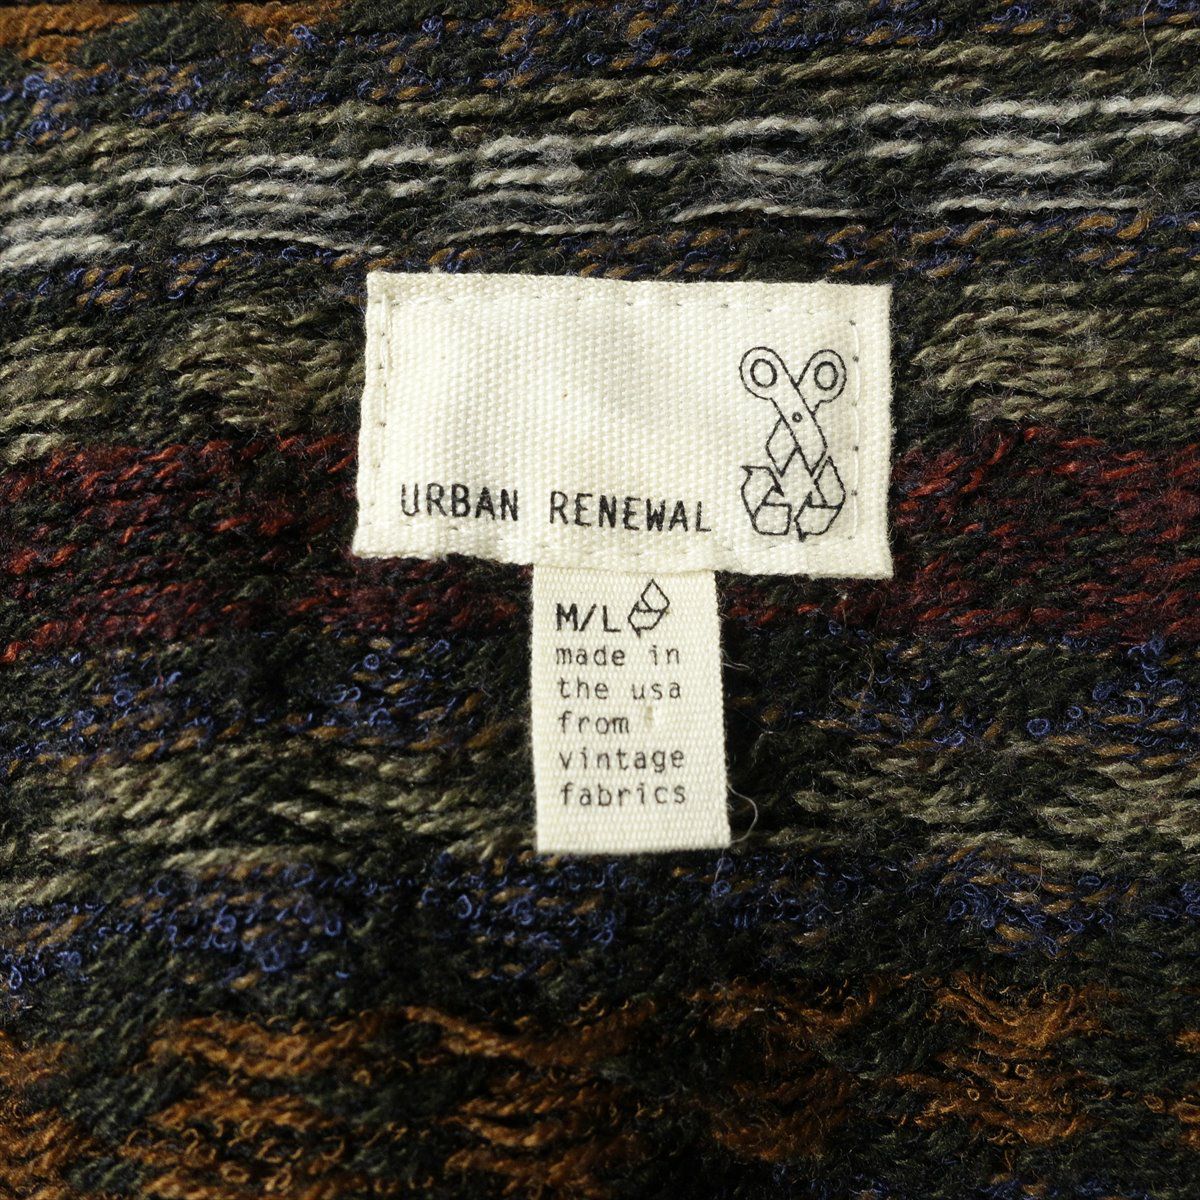 URBAN RENEWAL
M/L
made in
the usa
from
vintage
fabrics